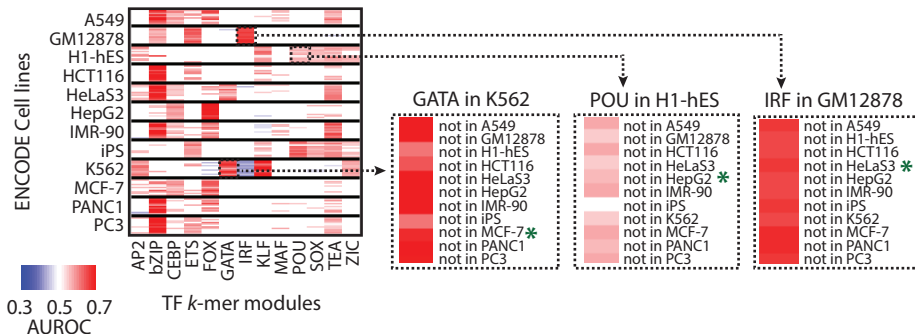 ENCODE Cell lines
A549
GM12878
H1-hES
HCT116
HeLaS3
HepG2
IMR-90
iPS
K562
MCF-7
PANC1
PC3
AP2
bZIP
CEBP
ETS
FOX
GATA
IRF
KLF
MAF
POU
SOX
TEA
ZIC
TF k-mer modules
0.3 0.5 0.7
AUROC
GATA in K562
not in A549
not in GM12878
not in H1-hES
not in HCT116
not in HeLaS3
not in HepG2
not in IMR-90
not in iPS
not in MCF-7*
not in PANC1
not in PC3
POU in H1-hES
not in A549
not in GM12878
not in HCT116
not in HeLaS3
not in HepG2*
not in IMR-90
not in iPS
not in K562
not in MCF-7
not in PANC1
not in PC3
IRF in GM12878
not in A549
not in H1-hES
not in HCT116
not in HeLaS3*
not in HepG2
not in IMR-90
not in iPS
not in K562
not in MCF-7
not in PANC1
not in PC3